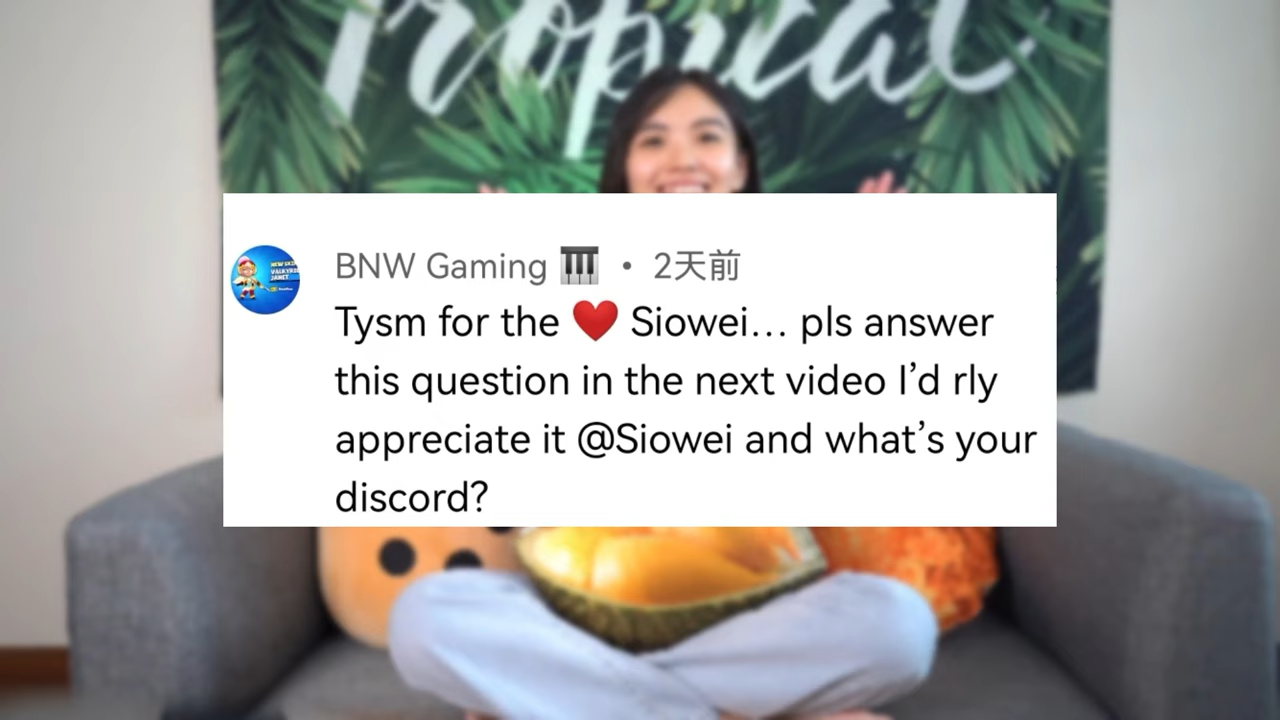 Tropical
BNW Gaming 🎹 • 2天前
Tysm for the ❤️ Siowei... pls answer
this question in the next video I'd rly
appreciate it @Siowei and what's your
discord?